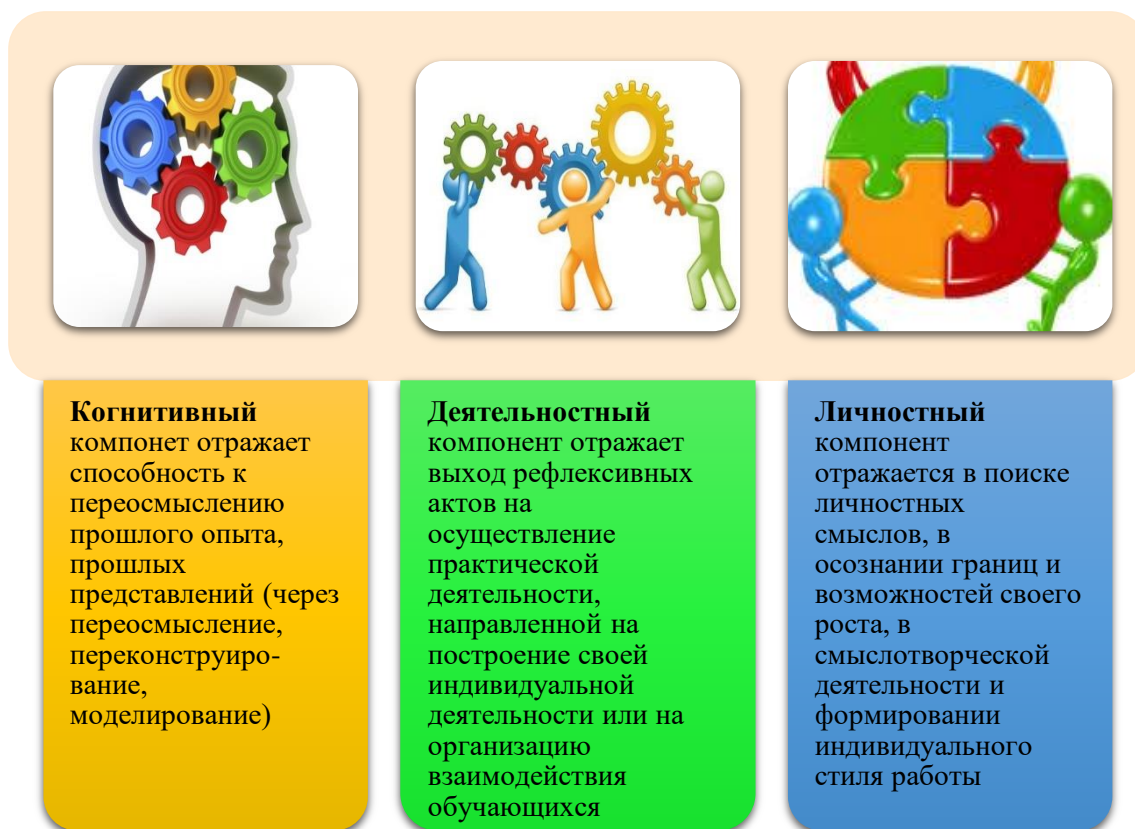 Когнитивный
компонет отражает
способность к
переосмыслению
прошлого опыта,
прошлых
представлений (через
переосмысление,
переконструиро-
вание,
моделирование)
Деятельностный
компонент отражает
выход рефлексивных
актов на
осуществление
практической
деятельности,
направленной на
построение своей
индивидуальной
деятельности или на
организацию
взаимодействия
обучающихся
Личностный
компонент
отражается в поиске
личностных
смыслов, в
осознании границ и
возможностей своего
роста, в
смыслотворческой
деятельности и
формировании
индивидуального
стиля работы